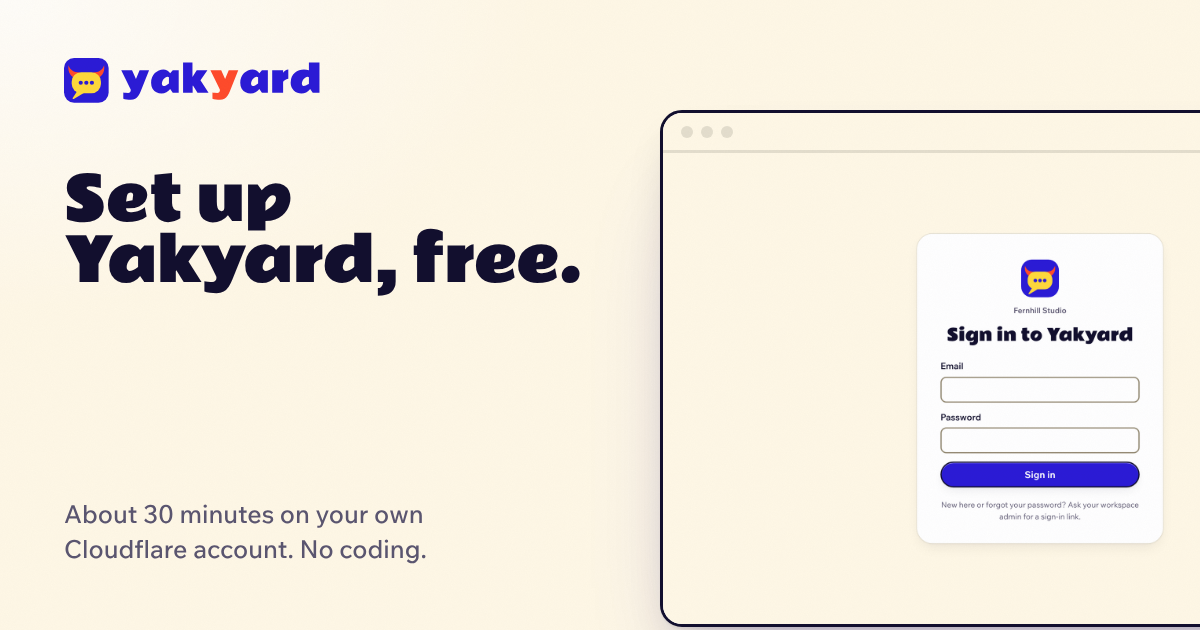 yakyard
Set up
Yakyard, free.
About 30 minutes on your own
Cloudflare account. No coding.
Fernhill Studio
Sign in to Yakyard
Email
Password
Sign in
New here or forgot your password? Ask your workspace
admin for a sign-in link.